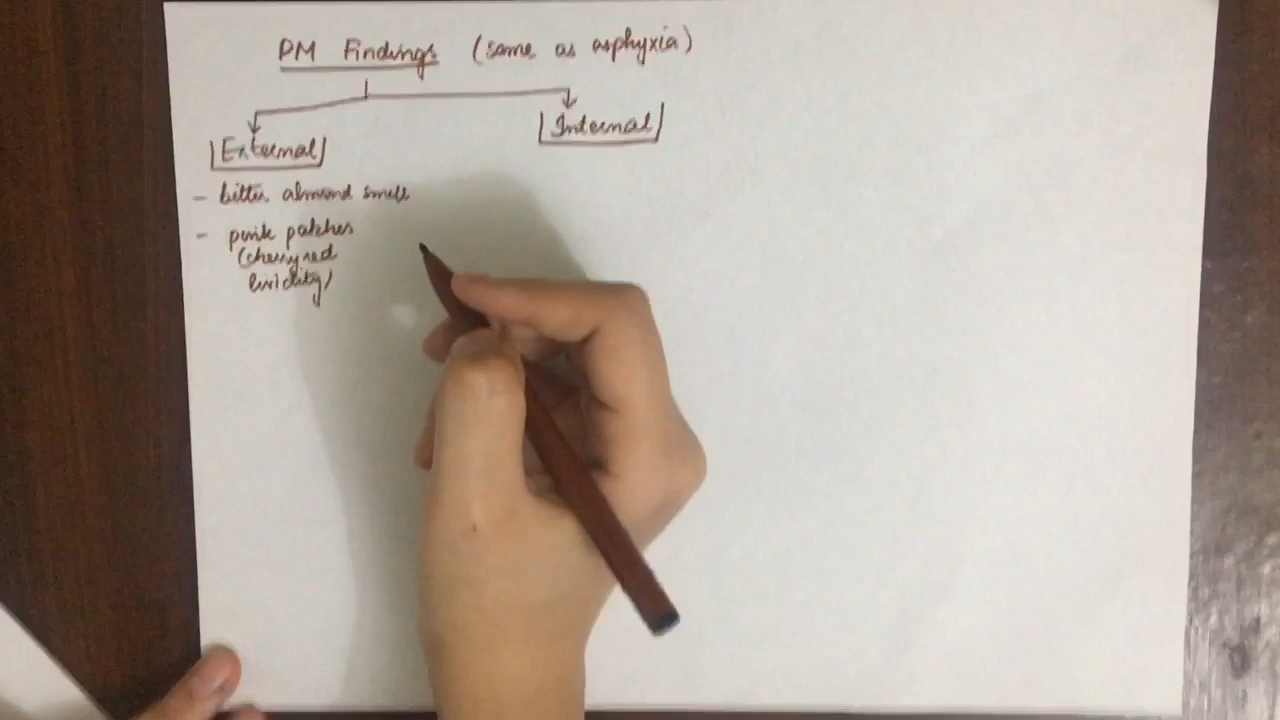 PM Findings (same as asphyxia)
External
Internal
- bitter almond smell
- pink patches
(cherry red
lividity)